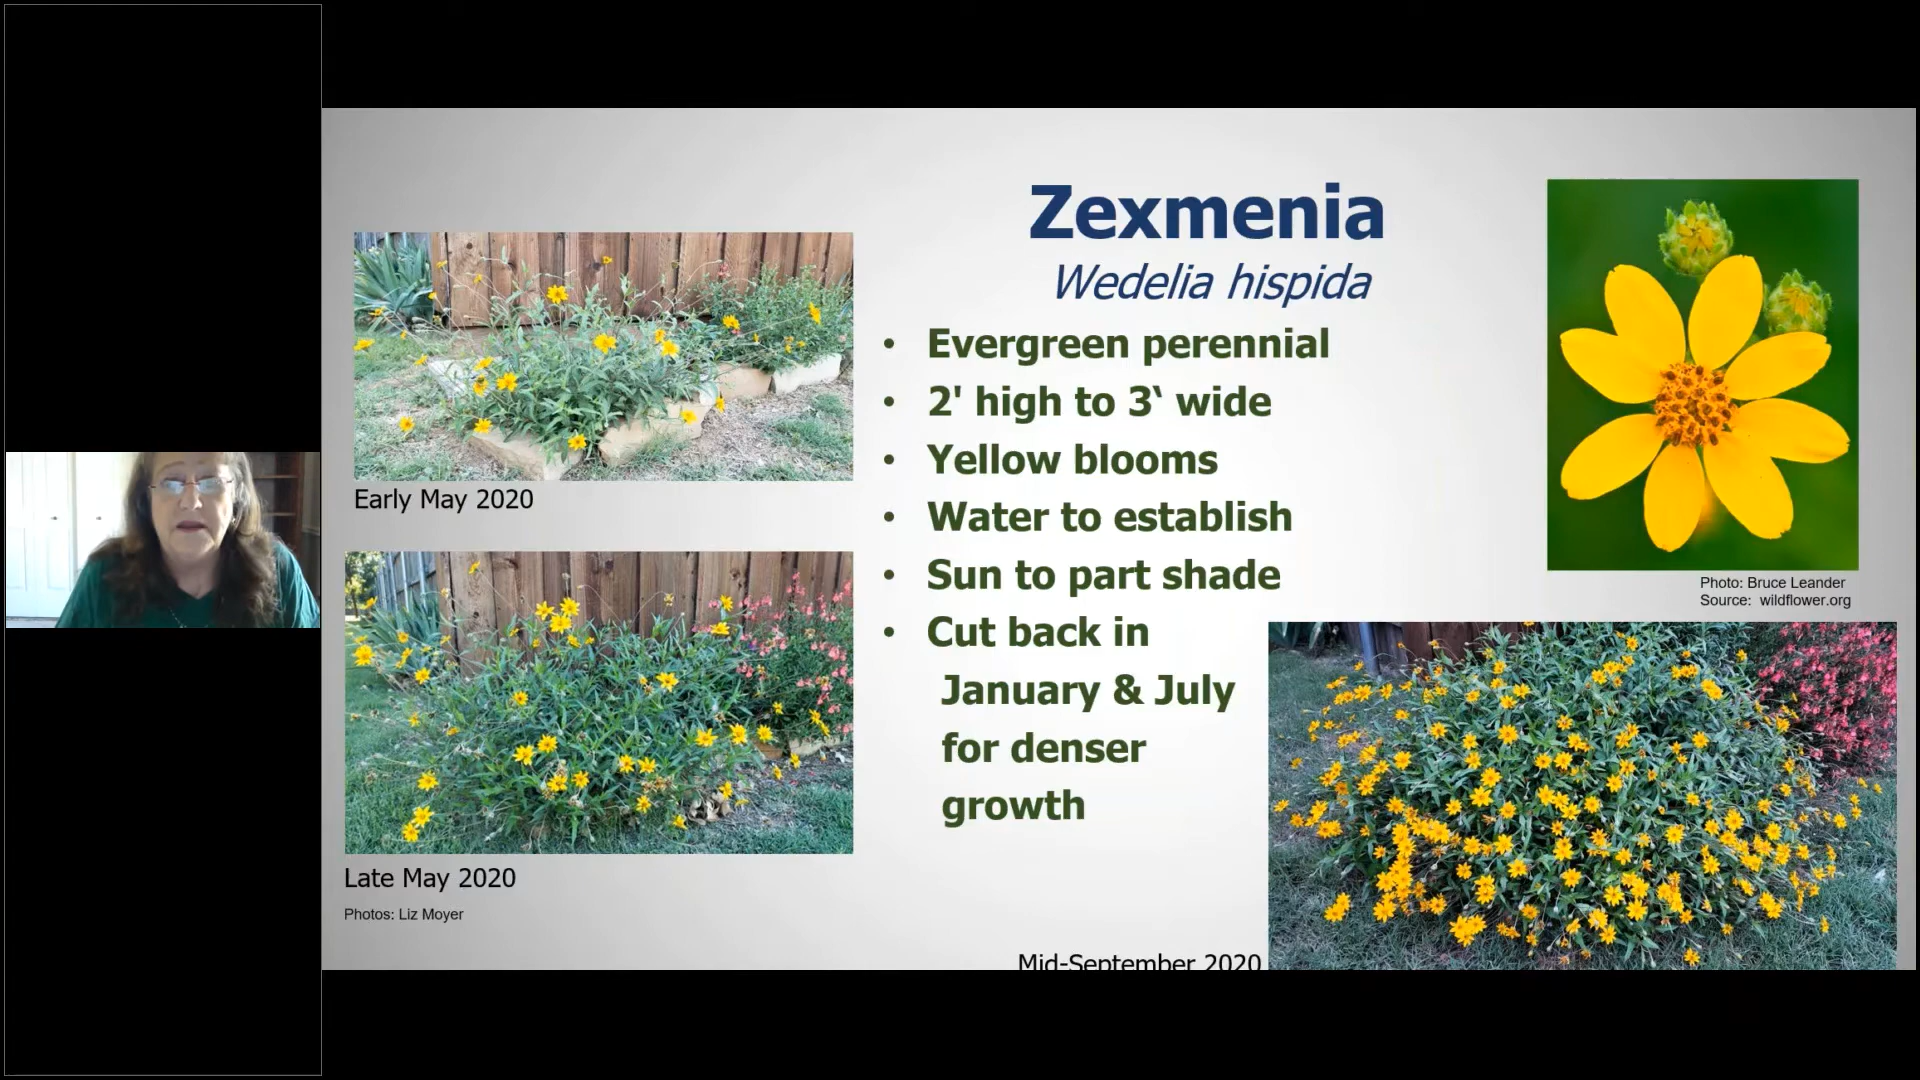 Zexmenia
Wedelia hispida
• Evergreen perennial
• 2' high to 3‘ wide
• Yellow blooms
• Water to establish
• Sun to part shade
• Cut back in
January & July
for denser
growth
Early May 2020
Late May 2020
Photos: Liz Moyer
Photo: Bruce Leander
Source: wildflower.org
Mid-September 2020